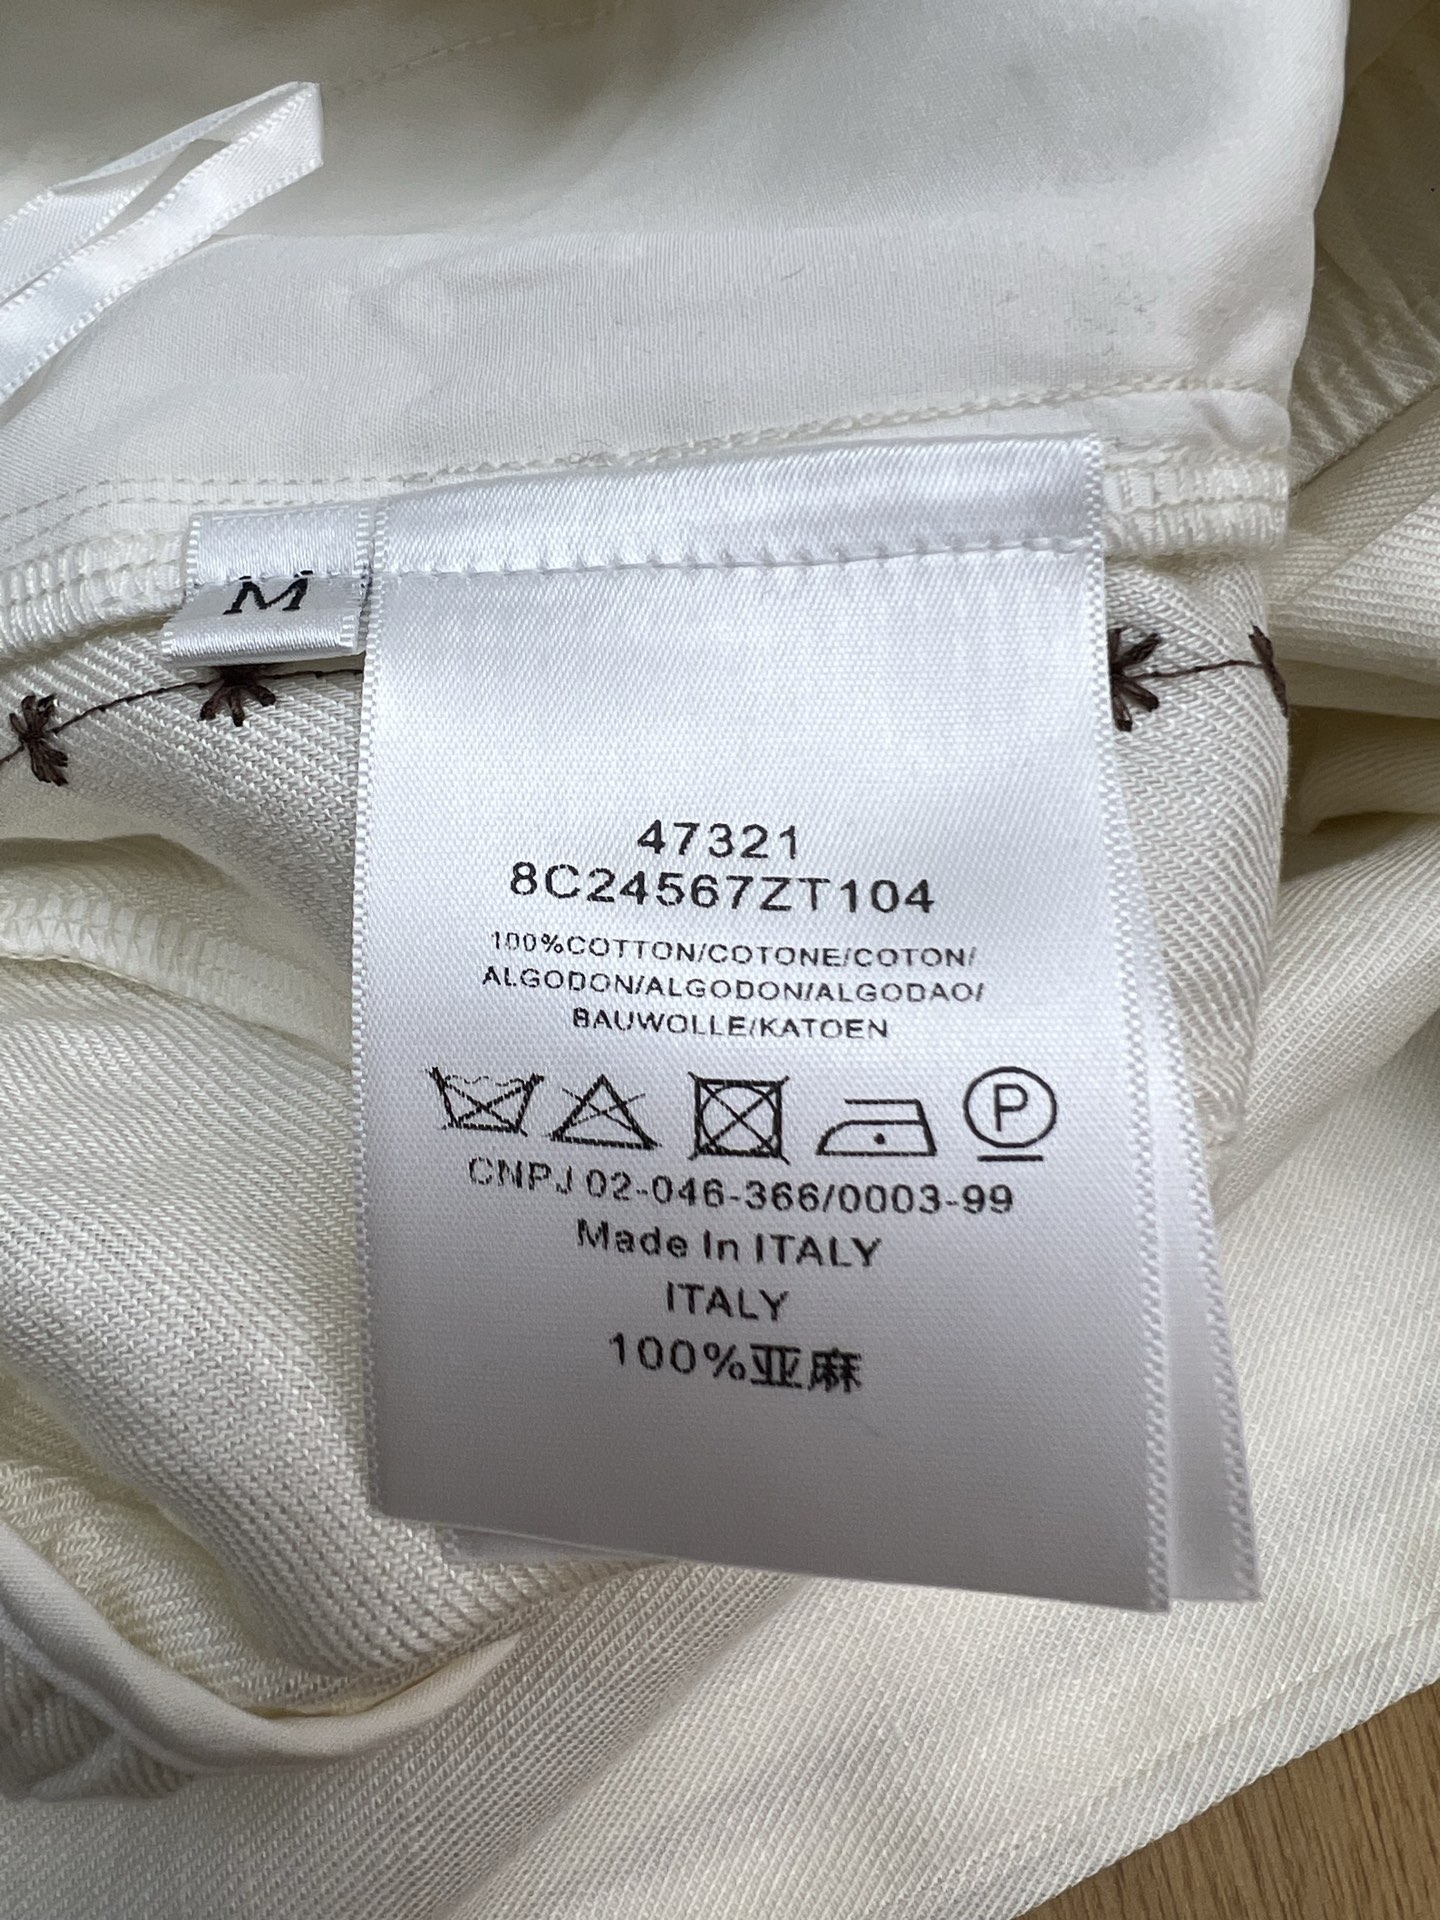 M
47321
8C24567ZT104
100%COTTON/COTONE/COTON/
ALGODON/ALGODON/ALGODAO/
BAUWOLLE/KATOEN
P
CNPJ 02-046-366/0003-99
Made In ITALY
ITALY
100%亚麻